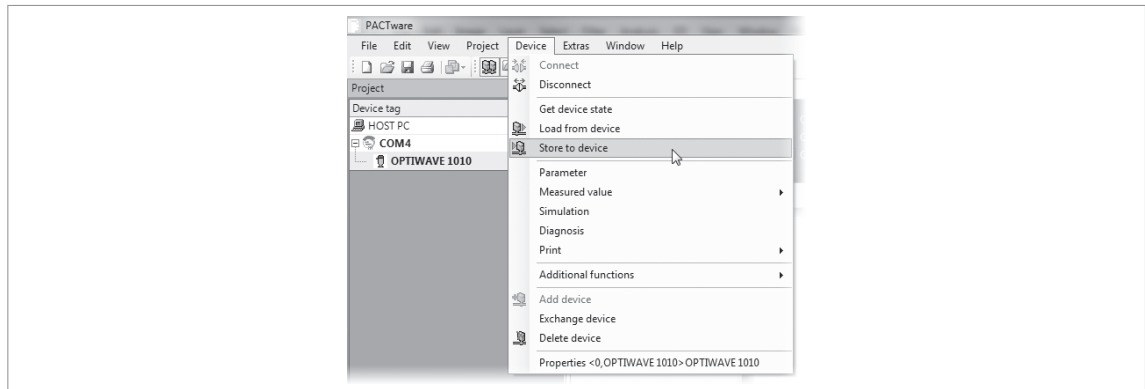 PACTware
File Edit View Project Device Extras Window Help
Project
Device tag
HOST PC
COM4
OPTIWAVE 1010
Connect
Disconnect
Get device state
Load from device
Store to device
Parameter
Measured value
Simulation
Diagnosis
Print
Additional functions
Add device
Exchange device
Delete device
Properties <0,OPTIWAVE 1010> OPTIWAVE 1010